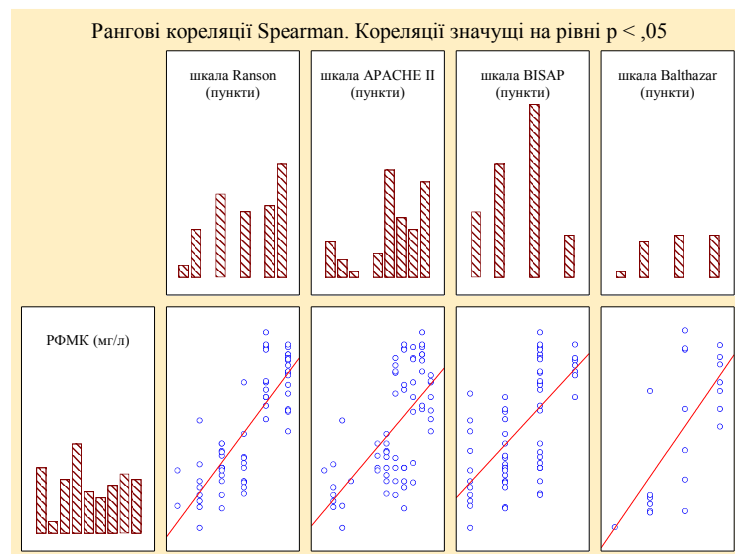 Рангові кореляції Spearman. Кореляції значущі на рівні p < ,05
шкала Ranson
(пункти)
шкала APACHE II
(пункти)
шкала BISAP
(пункти)
шкала Balthazar
(пункти)
РФМК (мг/л)